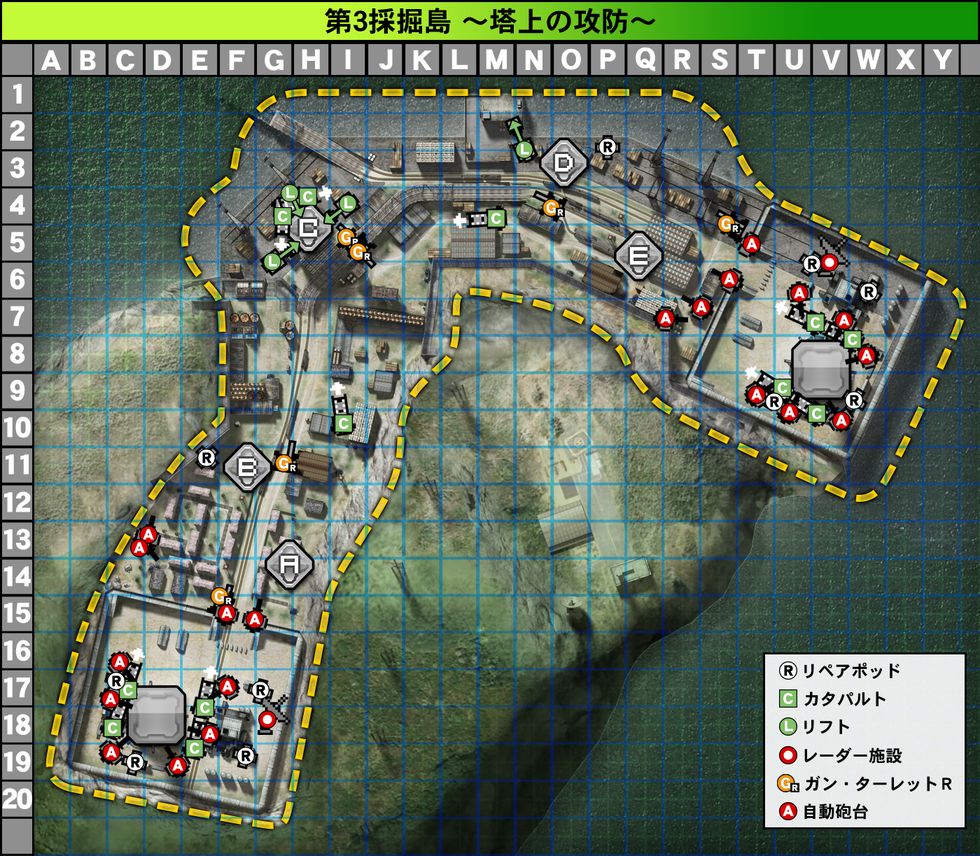 第3採掘島 ～塔上の攻防～
A B C D E F G H I J K L M N O P Q R S T U V W X Y
1
2
L
D
R
3
L C
4
C C L
G R
C
G R
5
L G R
G R
A
E
R
6
A
R
A
7
A
A
C
A
8
C
A
9
A R C
R
10
C
A C A
11
R B G R
12
13
A
A
14
A
15
G R
A A
16
A
17
R C
A R
A
18
C
C
A
19
A R
A
C
R
20
R リペアポッド
C カタパルト
L リフト
レーダー施設
G R ガン・ターレットR
A 自動砲台